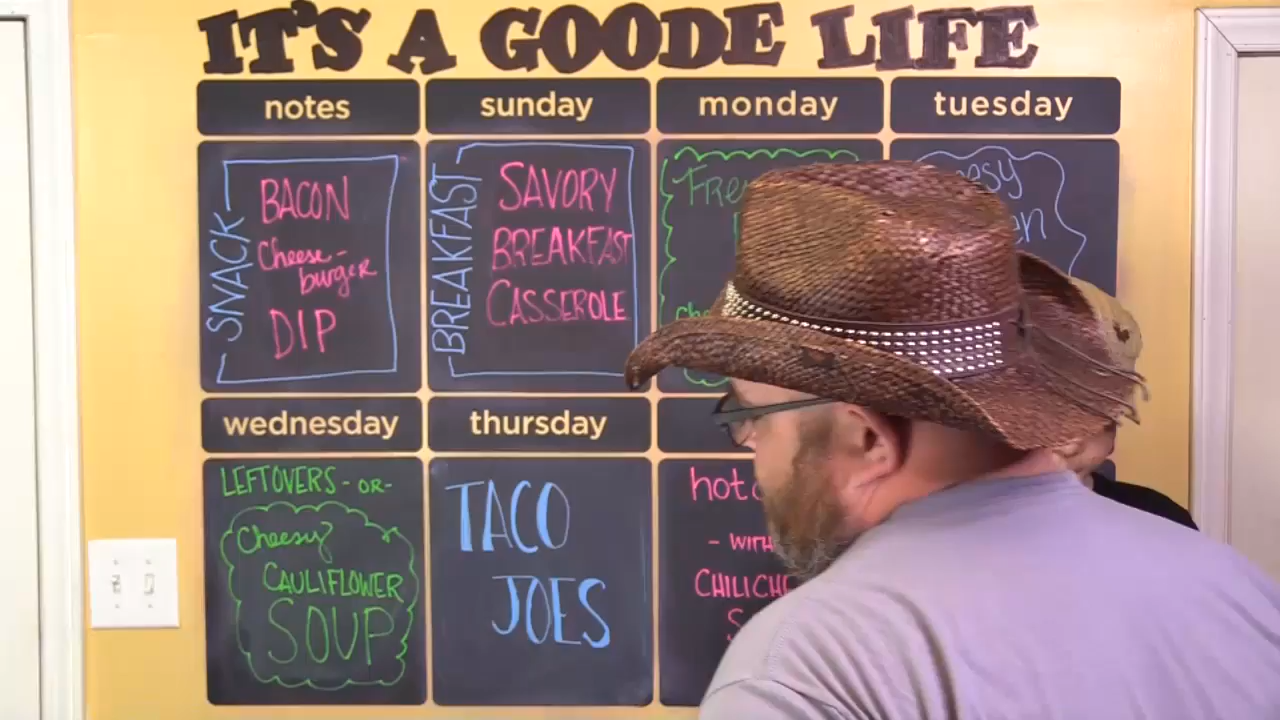 IT'S A GOODE LIFE
notes
sunday
monday
tuesday
SNACK
BACON
Cheese-
burger
DIP
BREAKFAST
SAVORY
BREAKFAST
CASSEROLE
wednesday
thursday
LEFTOVERS - OR -
Cheesy
CAULIFLOWER
SOUP
TACO
JOES
- WITH